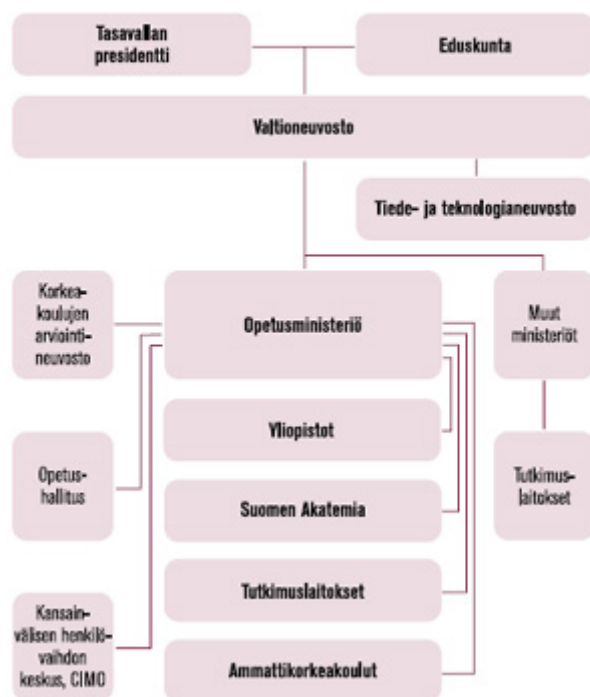 Tasavallan
presidentti
Eduskunta
Valtioneuvosto
Tiede- ja teknologianeuvosto
Korkea-
koulujen
arviointi-
neuvosto
Opetusministeriö
Muut
ministeriöt
Yliopistot
Opetus-
hallitus
Tutkimus-
laitokset
Suomen Akatemia
Tutkimuslaitokset
Kansain-
välisen henkilö-
vaihdon
keskus, CIMO
Ammattikorkeakoulut